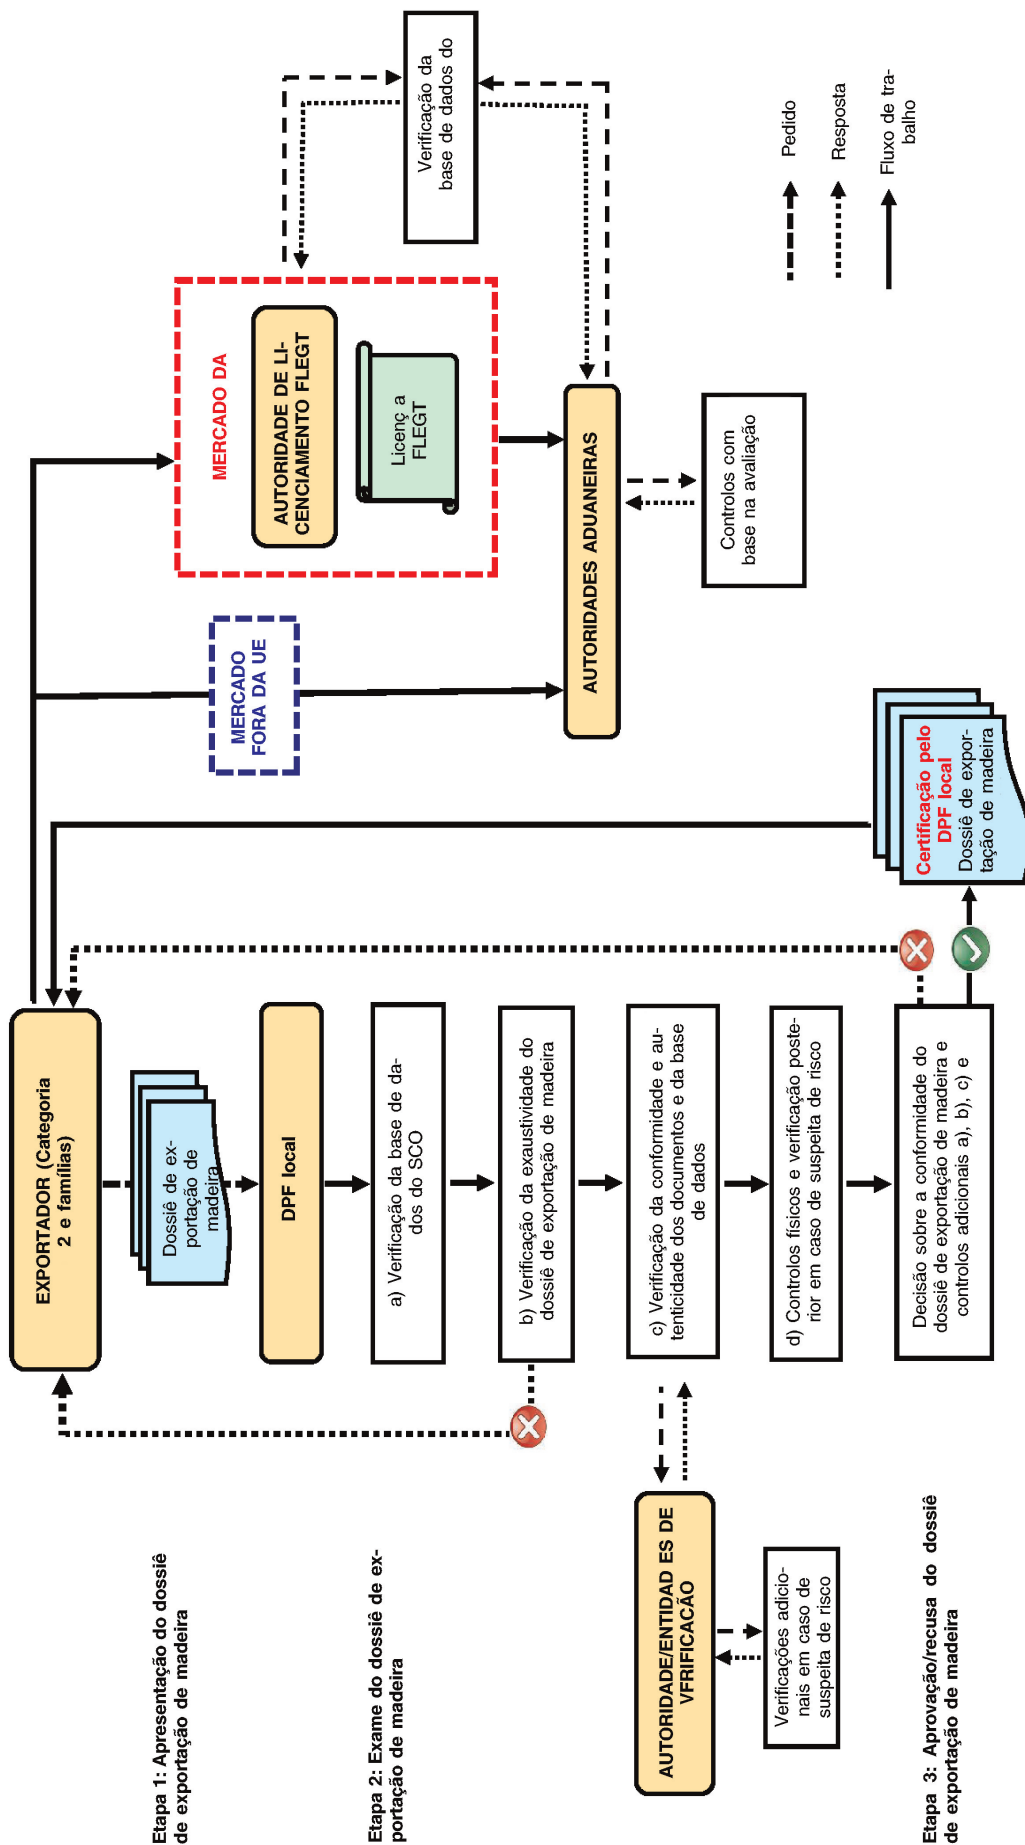 Etapa 1: Apresentação do dossiê
de exportação de madeira
EXPORTADOR (Categoria
2 e famílias)
Dossiê de ex-
portação de
madeira
Etapa 2: Exame do dossiê de ex-
portação de madeira
DPF local
a) Verificação da base de da-
dos do SCO
b) Verificação da exaustividade do
dossiê de exportação de madeira
c) Verificação da conformidade e au-
tenticidade dos documentos e da base
de dados
AUTORIDADE/ENTIDAD ES DE
VFRIFICAÇÃO
Verificações adicio-
nais em caso de
suspeita de risco
d) Controlos físicos e verificação poste-
rior em caso de suspeita de risco
Etapa 3: Aprovação/recusa do dossiê
de exportação de madeira
Decisão sobre a conformidade do
dossiê de exportação de madeira e
controlos adicionais a), b), c) e
Certificação pelo
DPF local
Dossiê de expor-
tação de madeira
MERCADO
FORA DA UE
MERCADO DA
AUTORIDADE DE LI-
CENCIAMENTO FLEGT
Licenç a
FLEGT
Verificação da
base de dados do
AUTORIDADES ADUANEIRAS
Controlos com
base na avaliação
Pedido
Resposta
Fluxo de tra-
balho